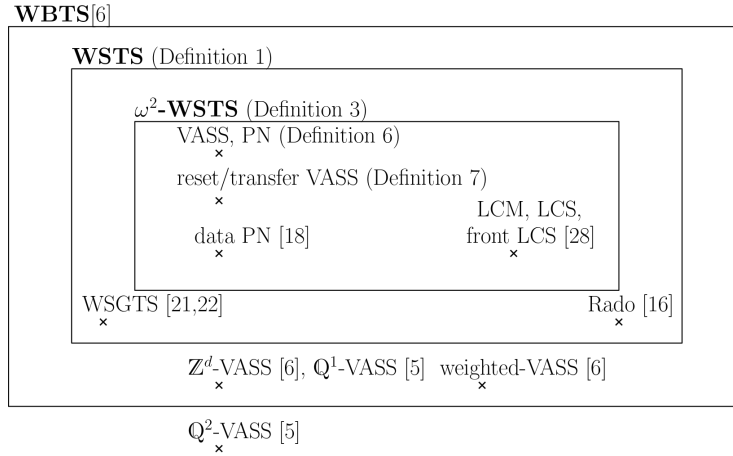 WBTS[6]
WSTS (Definition 1)
ω²-WSTS (Definition 3)
VASS, PN (Definition 6)
reset/transfer VASS (Definition 7)
LCM, LCS,
data PN [18]
front LCS [28]
WSGTS [21,22]
Rado [16]
ℤᵈ-VASS [6], ℚ¹-VASS [5]
weighted-VASS [6]
ℚ²-VASS [5]